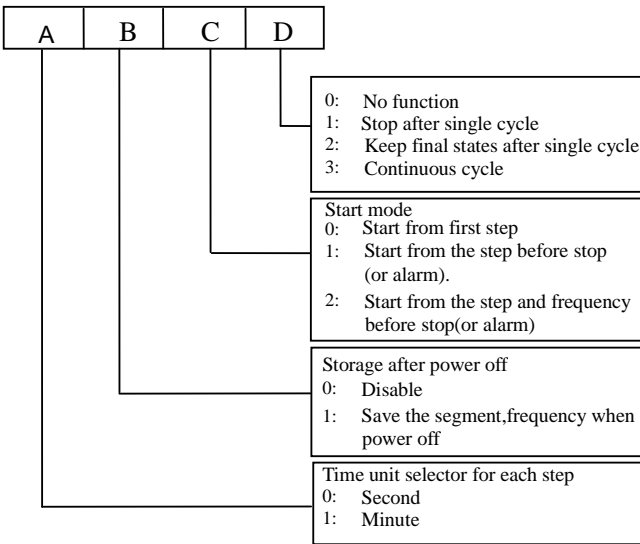 A B C D
0: No function
1: Stop after single cycle
2: Keep final states after single cycle
3: Continuous cycle
Start mode
0: Start from first step
1: Start from the step before stop
(or alarm).
2: Start from the step and frequency
before stop(or alarm)
Storage after power off
0: Disable
1: Save the segment,frequency when
power off
Time unit selector for each step
0: Second
1: Minute